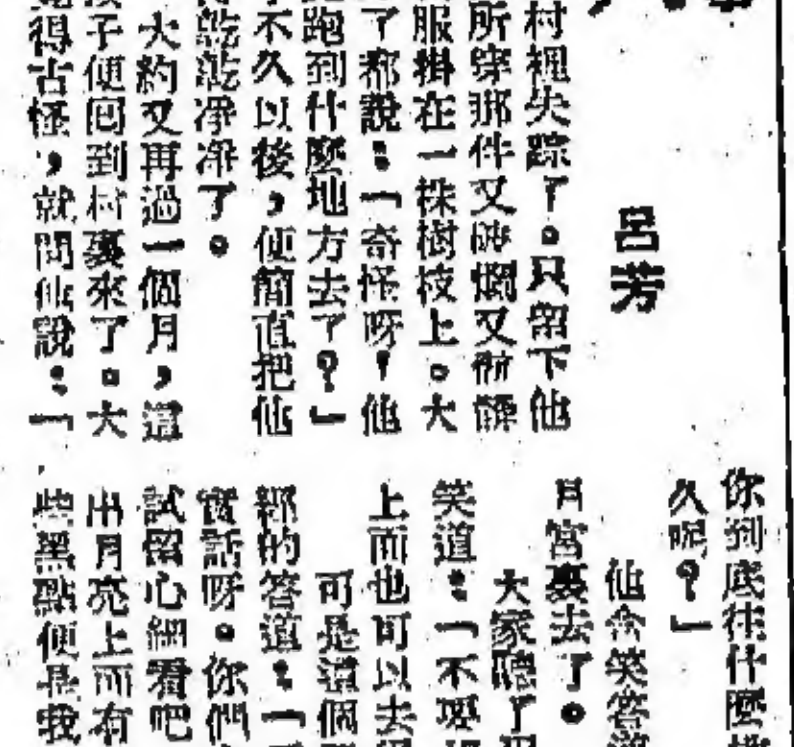 呂芳
村裡失踪了。只留下他
所穿那件又破爛又骯髒
服掛在一株樹枝上。大
了都說：「奇怪呀！他
跑到什麼地方去了？」
不久以後，便簡直把他
乾乾淨淨了。
大約又再過一個月，這
孩子便回到村裏來了。大
得古怪，就問他說：「
你到底往什麼
久呢？」
他含笑答道
月宮裏去了。
大家聽了
笑道：「不要
上面也可以去
可是這個
的答道：「
實話呀。你們
試留心細看吧
出月亮上面有
些黑點便是我